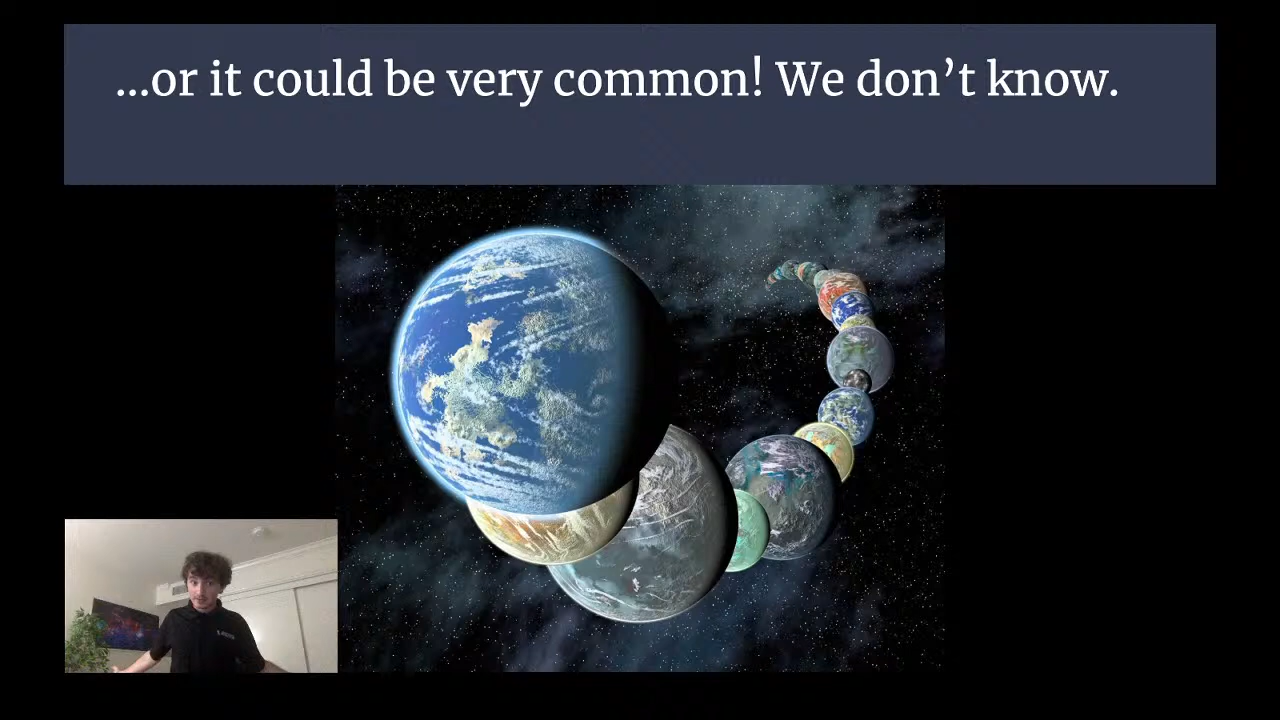 ...or it could be very common! We don’t know.